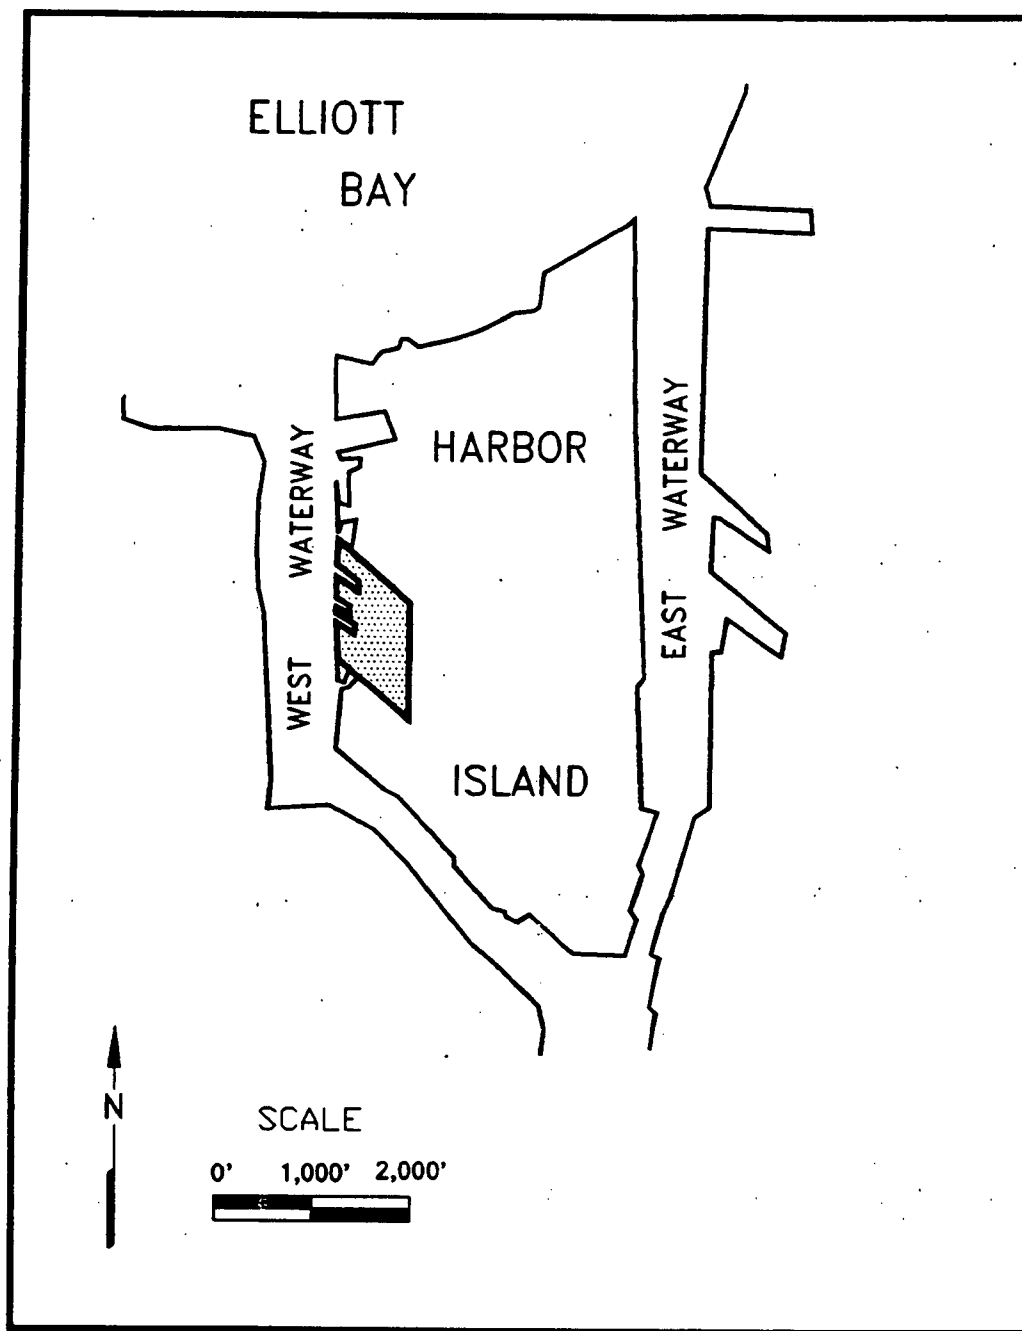 ELLIOTT
BAY
HARBOR
WEST WATERWAY
EAST WATERWAY
ISLAND
N
SCALE
0' 1,000' 2,000'